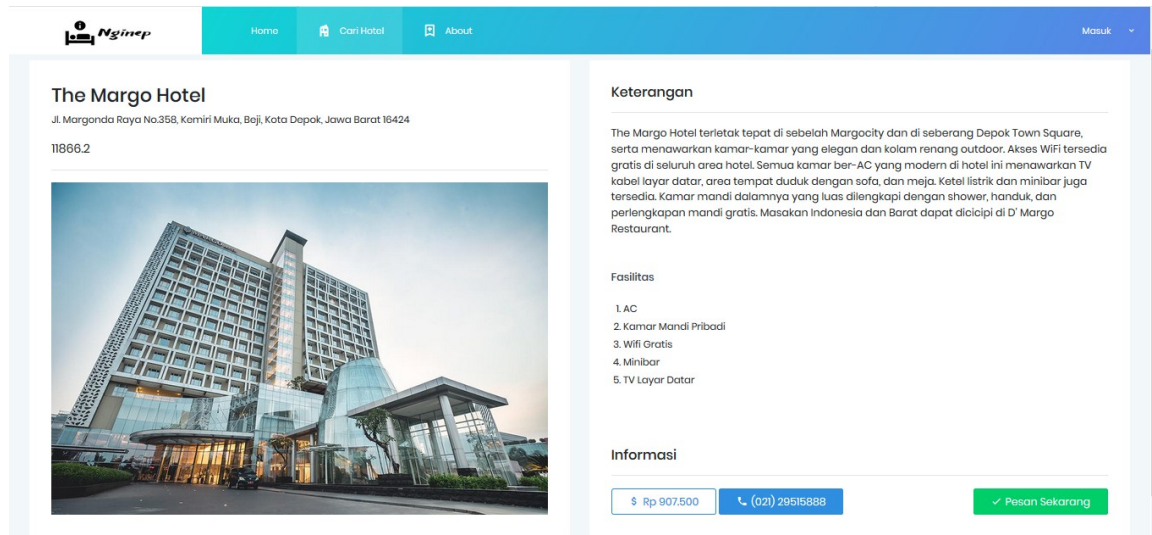 Nginep
Home
Cari Hotel
About
Masuk
The Margo Hotel
Jl. Margonda Raya No.358, Kemiri Muka, Beji, Kota Depok, Jawa Barat 16424
11866.2
Keterangan
The Margo Hotel terletak tepat di sebelah Margocity dan di seberang Depok Town Square,
serta menawarkan kamar-kamar yang elegan dan kolam renang outdoor. Akses WiFi tersedia
gratis di seluruh area hotel. Semua kamar ber-AC yang modern di hotel ini menawarkan TV
kabel layar datar, area tempat duduk dengan sofa, dan meja. Ketel listrik dan minibar juga
tersedia. Kamar mandi dalamnya yang luas dilengkapi dengan shower, handuk, dan
perlengkapan mandi gratis. Masakan Indonesia dan Barat dapat dicicipi di D' Margo
Restaurant.
Fasilitas
1. AC
2. Kamar Mandi Pribadi
3. Wifi Gratis
4. Minibar
5. TV Layar Datar
Informasi
$ Rp 907.500
(021) 29515888
Pesan Sekarang